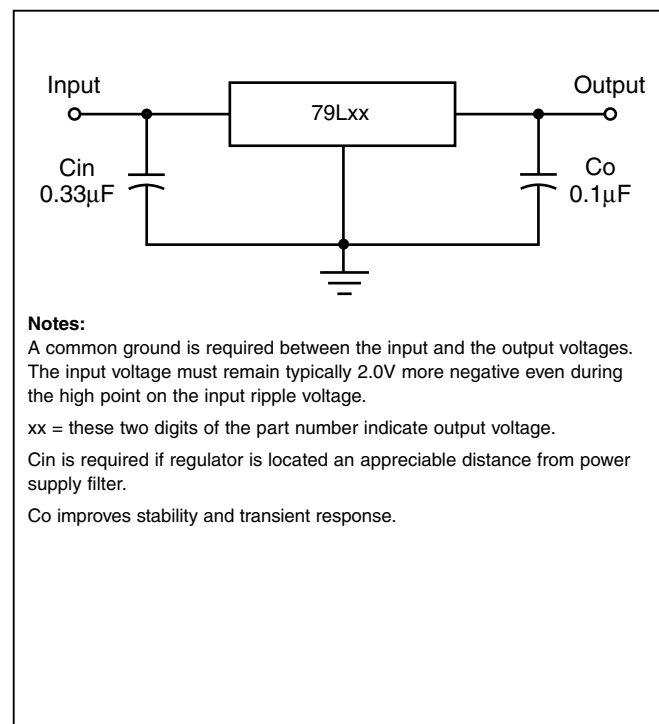 Input
79Lxx
Output
Cin
0.33μF
Co
0.1μF
Notes:
A common ground is required between the input and the output voltages.
The input voltage must remain typically 2.0V more negative even during
the high point on the input ripple voltage.
xx = these two digits of the part number indicate output voltage.
Cin is required if regulator is located an appreciable distance from power
supply filter.
Co improves stability and transient response.